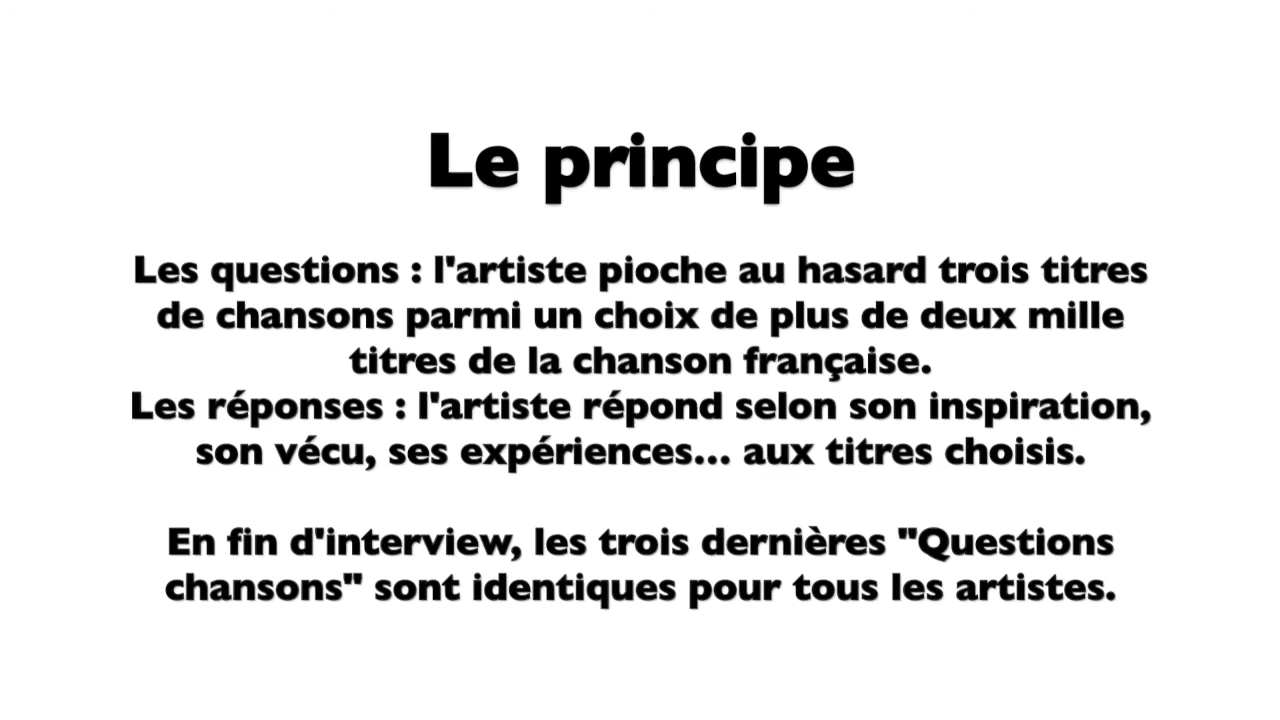 Le principe
Les questions : l'artiste pioche au hasard trois titres
de chansons parmi un choix de plus de deux mille
titres de la chanson française.
Les réponses : l'artiste répond selon son inspiration,
son vécu, ses expériences... aux titres choisis.
En fin d'interview, les trois dernières "Questions
chansons" sont identiques pour tous les artistes.